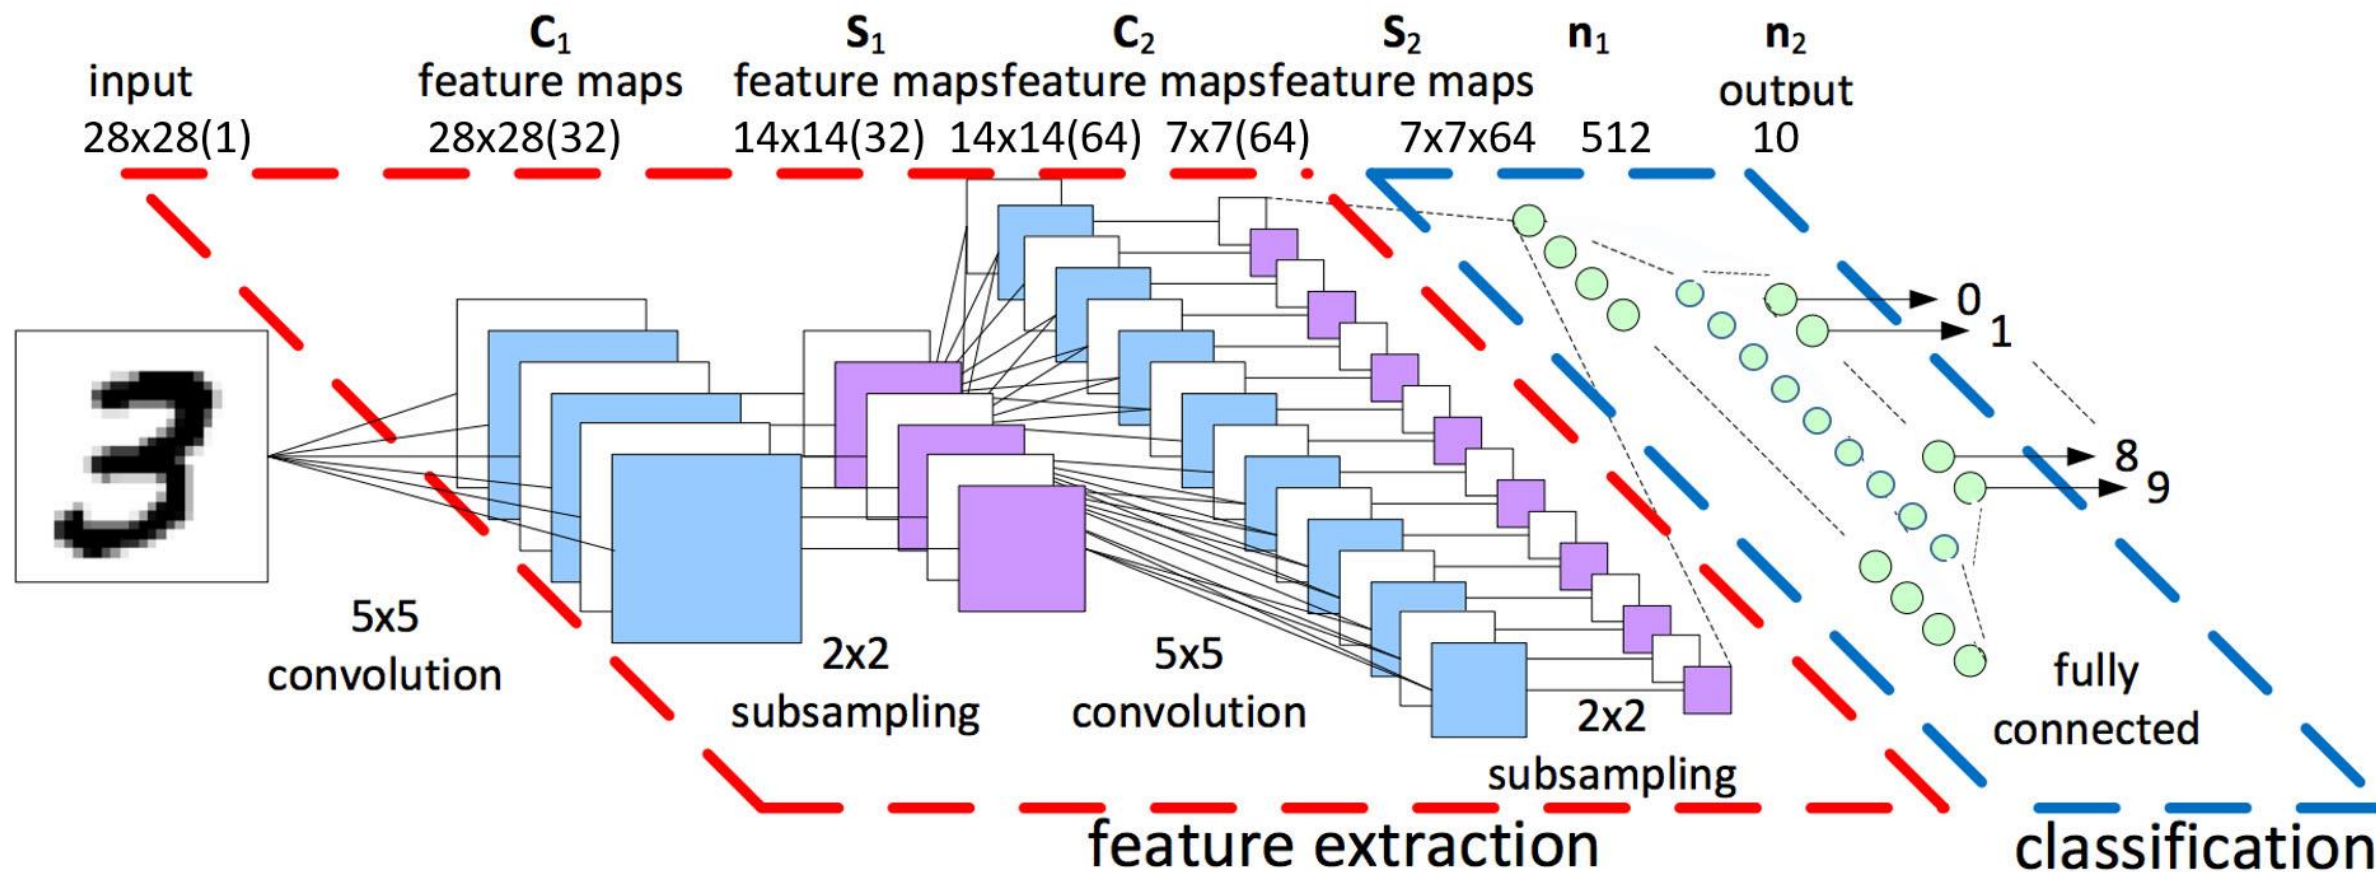 C1 S1 C2 S2 n1 n2
input feature maps feature maps feature maps feature maps output
28x28(1) 28x28(32) 14x14(32) 14x14(64) 7x7(64) 7x7x64 512 10
0
1
8
9
5x5
convolution
2x2
subsampling
5x5
convolution
2x2
subsampling
fully
connected
feature extraction
classification